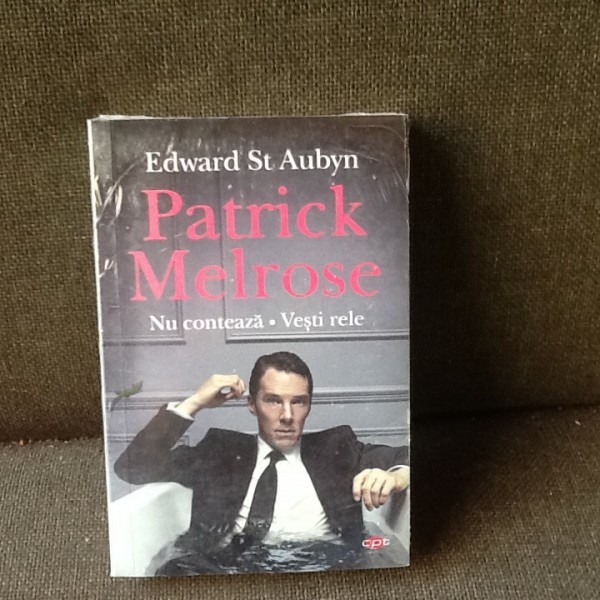 Edward St Aubyn
Patrick
Melrose
Nu contează • Vești rele
cpt